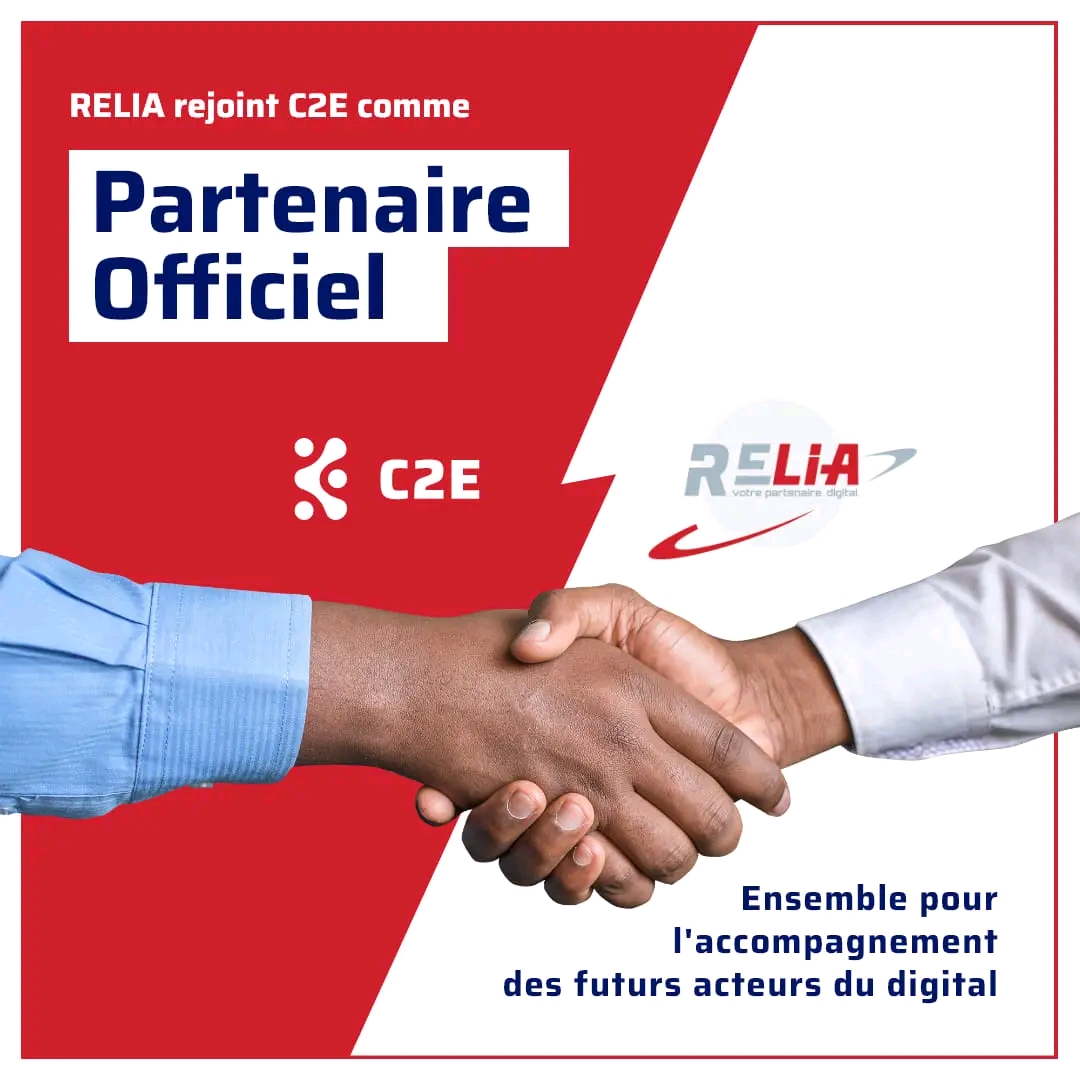 RELIA rejoint C2E comme
Partenaire
Officiel
C2E
RELiA
votre partenaire digital
Ensemble pour
l'accompagnement
des futurs acteurs du digital